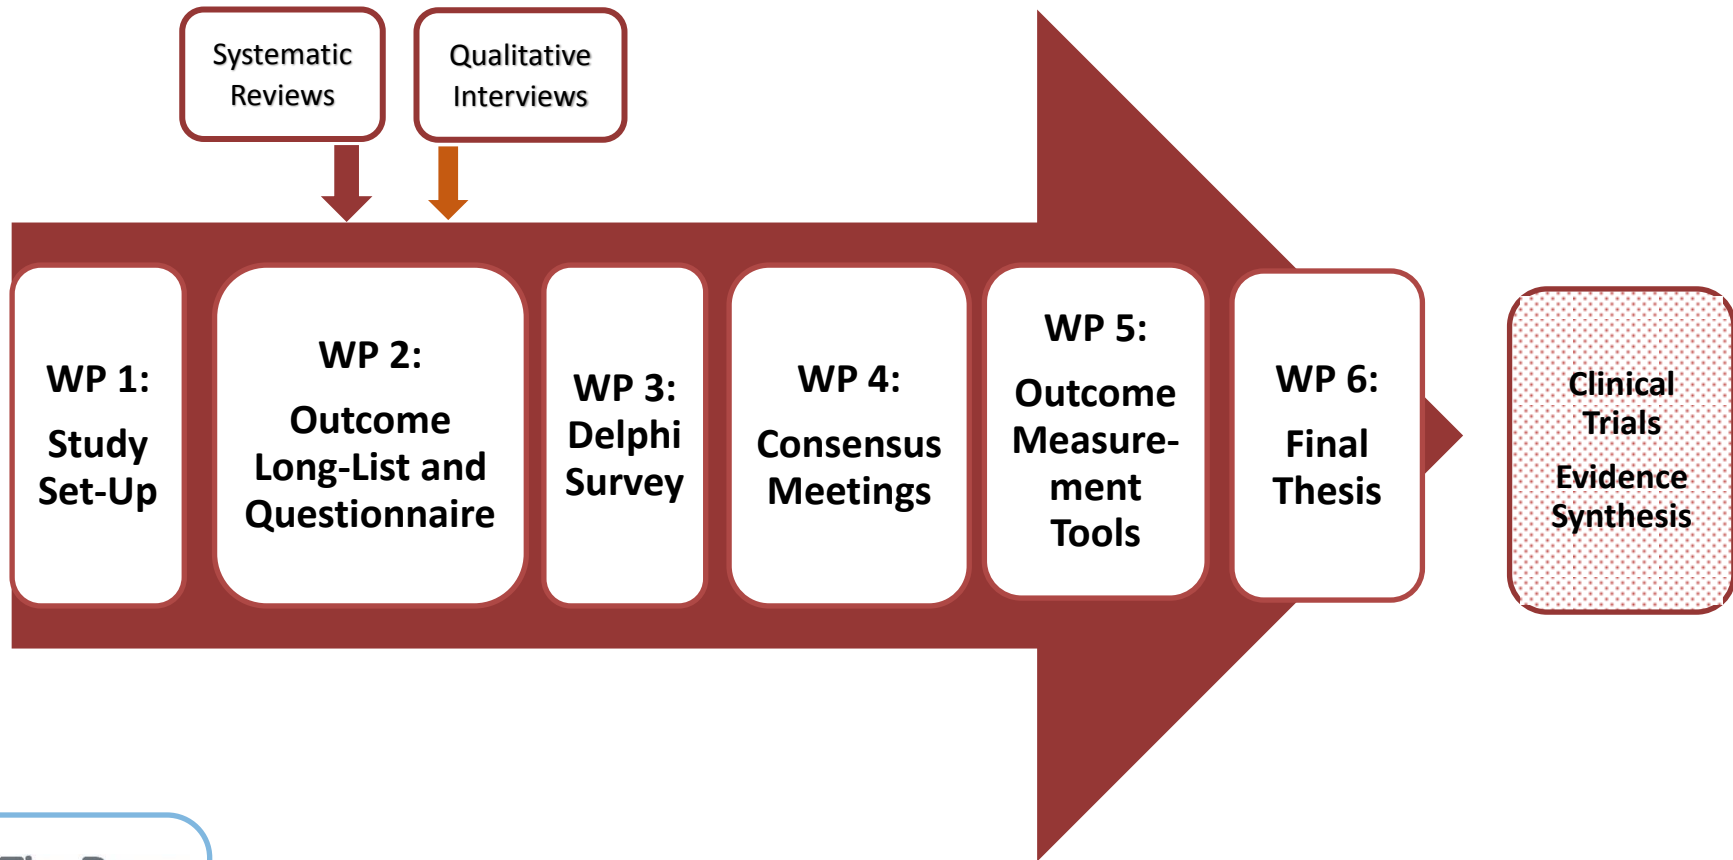 Systematic
Reviews
Qualitative
Interviews
WP 1:
Study
Set-Up
WP 2:
Outcome
Long-List and
Questionnaire
WP 3:
Delphi
Survey
WP 4:
Consensus
Meetings
WP 5:
Outcome
Measure-
ment
Tools
WP 6:
Final
Thesis
Clinical
Trials
Evidence
Synthesis